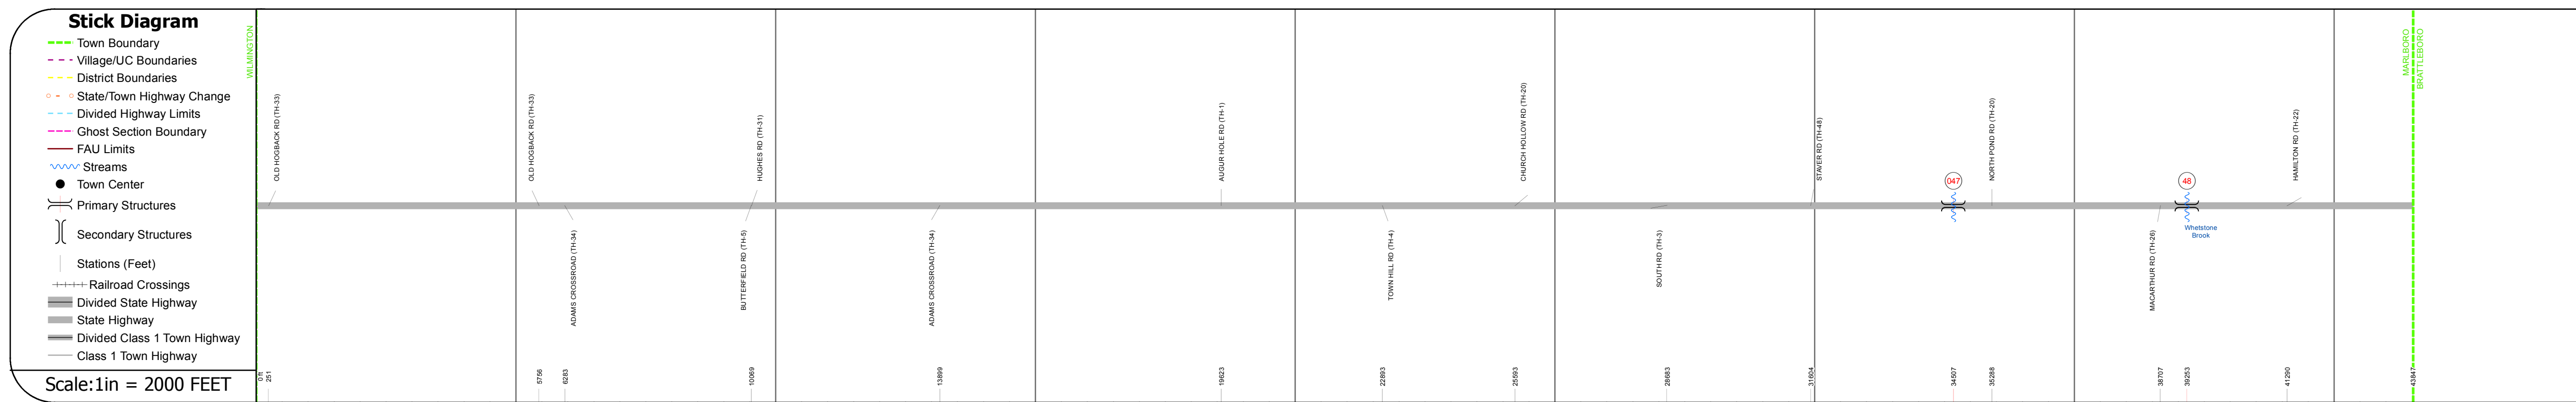 Stick Diagram
Town Boundary
Village/UC Boundaries
District Boundaries
State/Town Highway Change
Divided Highway Limits
Ghost Section Boundary
FAU Limits
Streams
Town Center
Primary Structures
Secondary Structures
Stations (Feet)
Railroad Crossings
Divided State Highway
State Highway
Divided Class 1 Town Highway
Class 1 Town Highway
Scale:1in = 2000 FEET
WILMINGTON
OLD HOGBACK RD (TH-33)
OLD HOGBACK RD (TH-33)
ADAMS CROSSROAD (TH-34)
BUTTERFIELD RD (TH-5)
HUGHES RD (TH-31)
ADAMS CROSSROAD (TH-34)
AUGUR HOLE RD (TH-1)
TOWN HILL RD (TH-4)
CHURCH HOLLOW RD (TH-20)
SOUTH RD (TH-3)
STAVER RD (TH-48)
047
NORTH POND RD (TH-20)
MACARTHUR RD (TH-26)
48
Whetstone
Brook
HAMILTON RD (TH-22)
MARLBORO
BRATTLEBORO
0 ft
251
5756
6283
10069
13899
19623
22893
25593
28683
31604
34507
35288
38707
39253
41290
43847